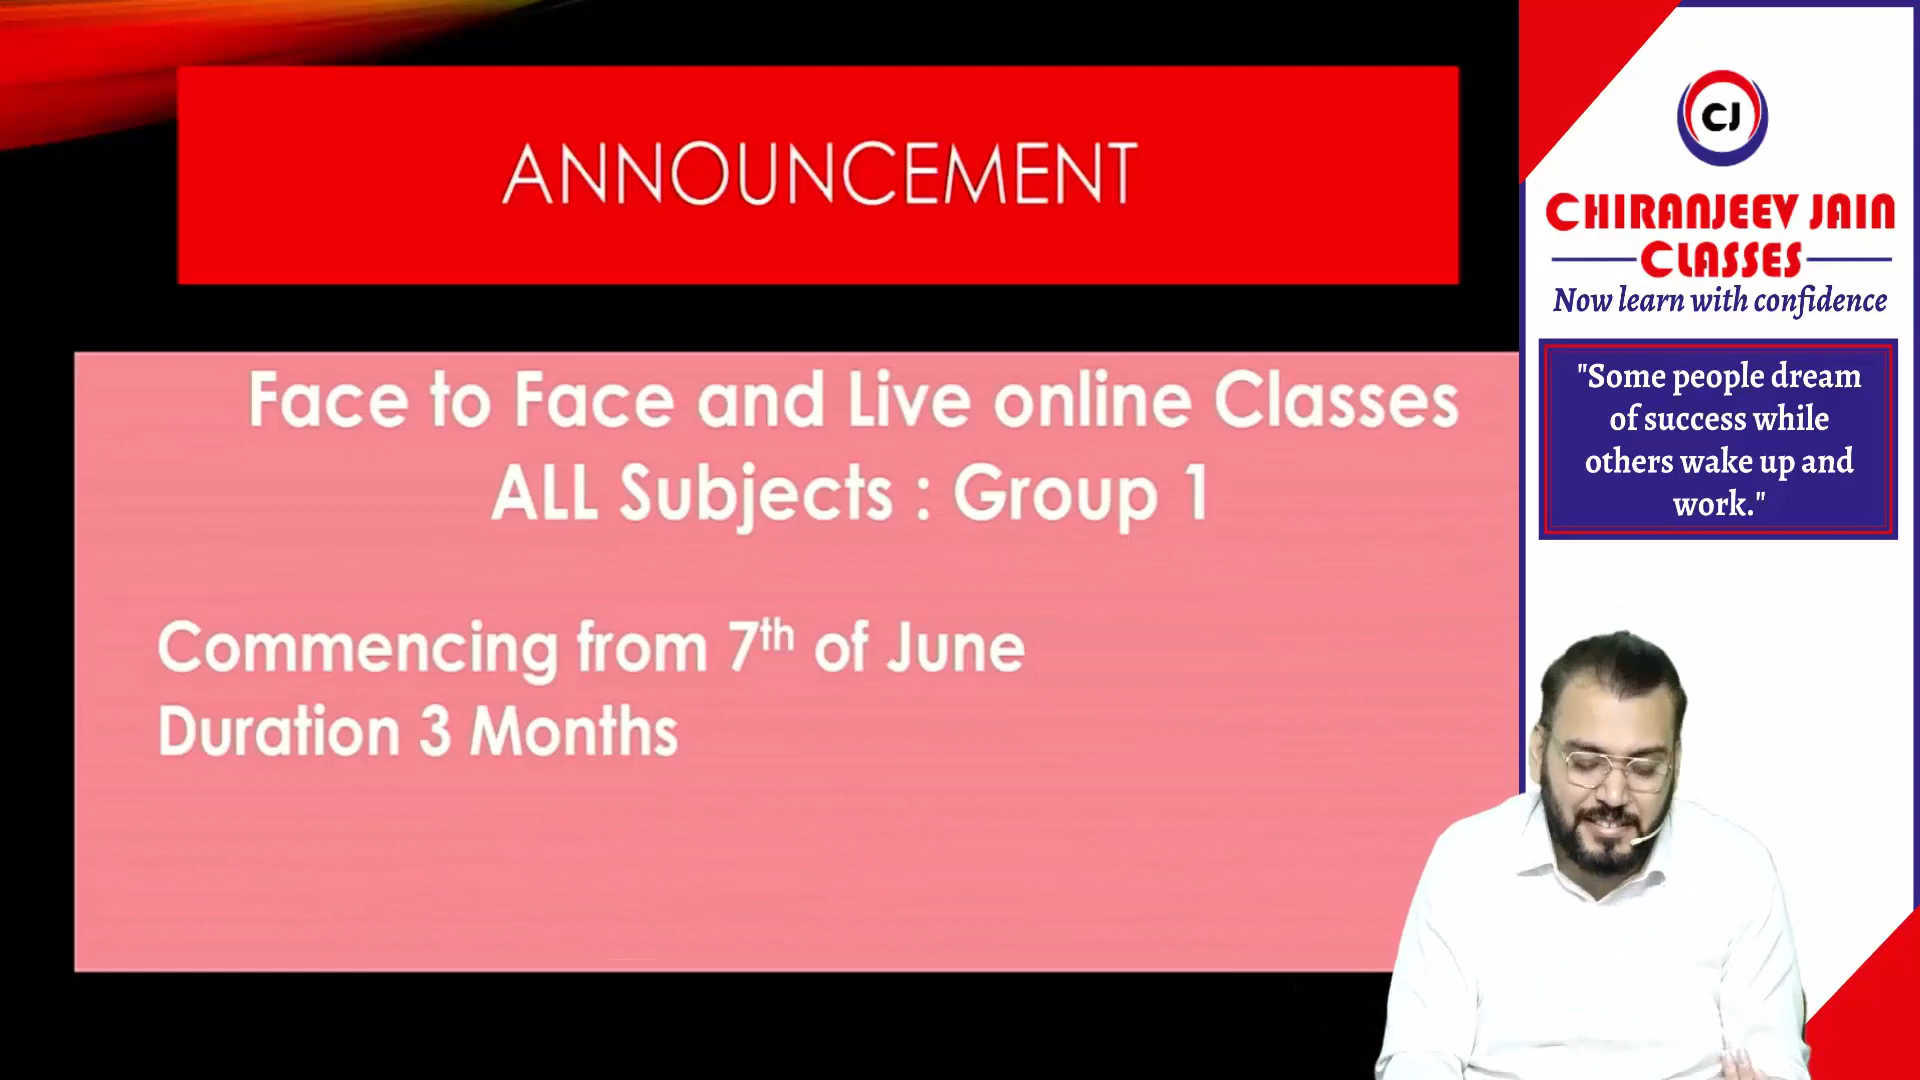 ANNOUNCEMENT
Face to Face and Live online Classes
ALL Subjects : Group 1
Commencing from 7th of June
Duration 3 Months
CJ
CHIRANJEEV JAIN
CLASSES
Now learn with confidence
"Some people dream
of success while
others wake up and
work."